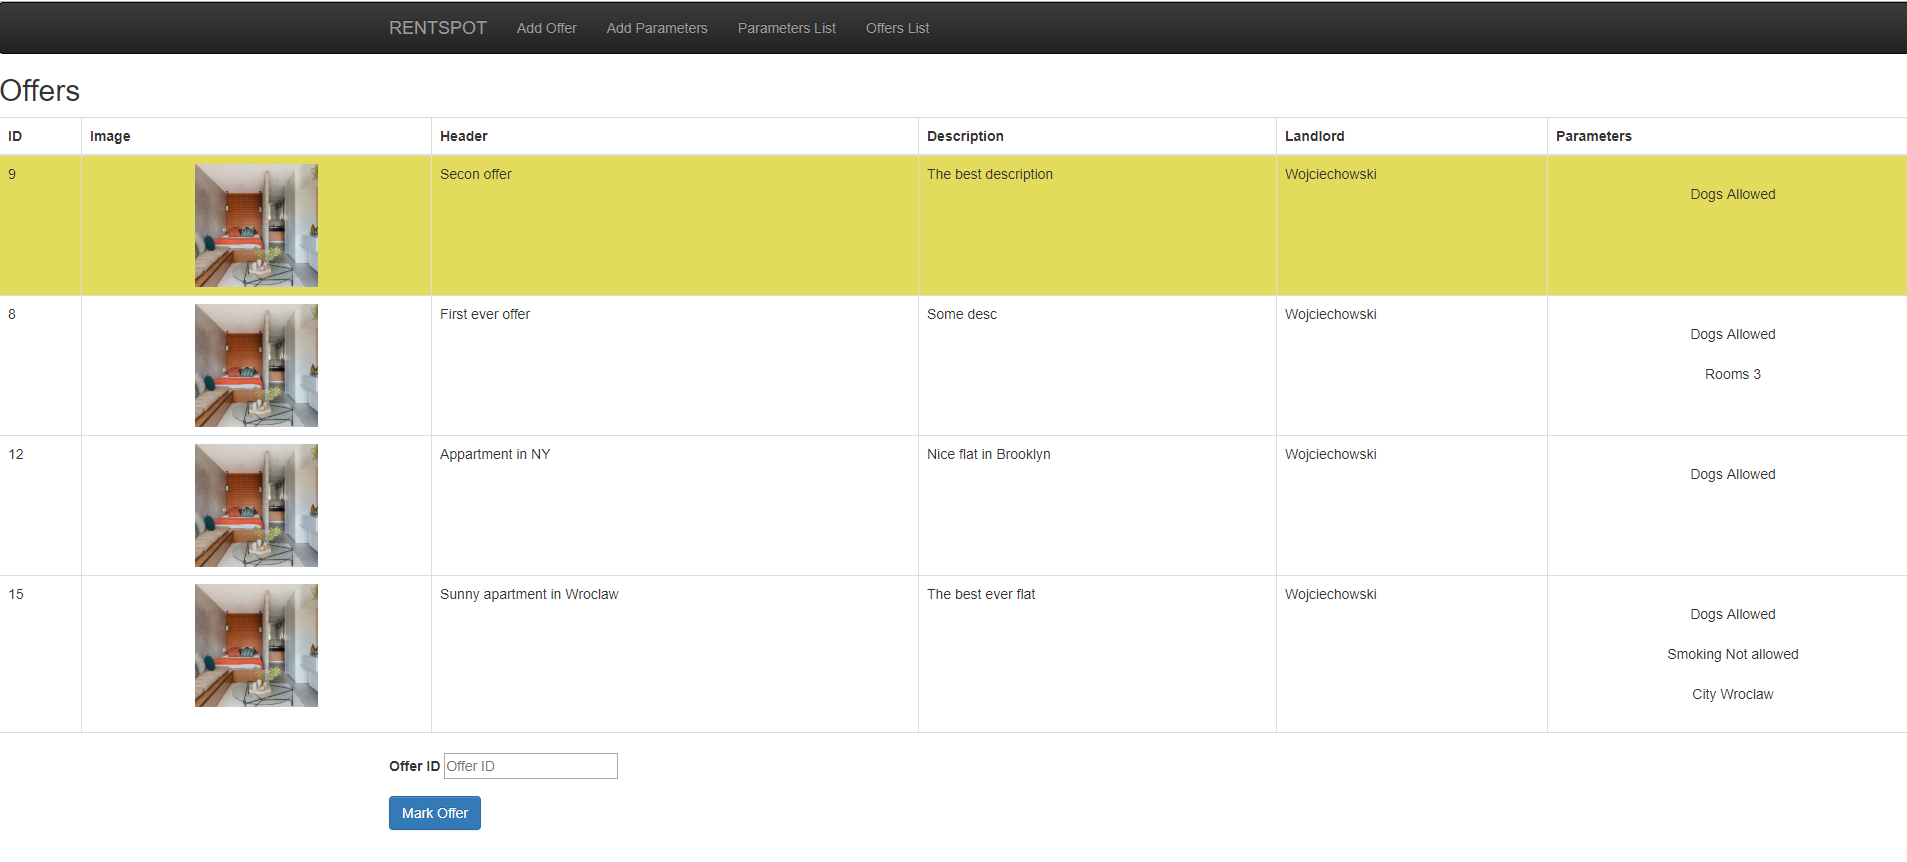 RENTSPOT Add Offer Add Parameters Parameters List Offers List
Offers
ID Image Header Description Landlord Parameters
9 Secon offer The best description Wojciechowski
Dogs Allowed
8 First ever offer Some desc Wojciechowski
Dogs Allowed
Rooms 3
12 Appartment in NY Nice flat in Brooklyn Wojciechowski
Dogs Allowed
15 Sunny apartment in Wroclaw The best ever flat Wojciechowski
Dogs Allowed
Smoking Not allowed
City Wroclaw
Offer ID Offer ID
Mark Offer